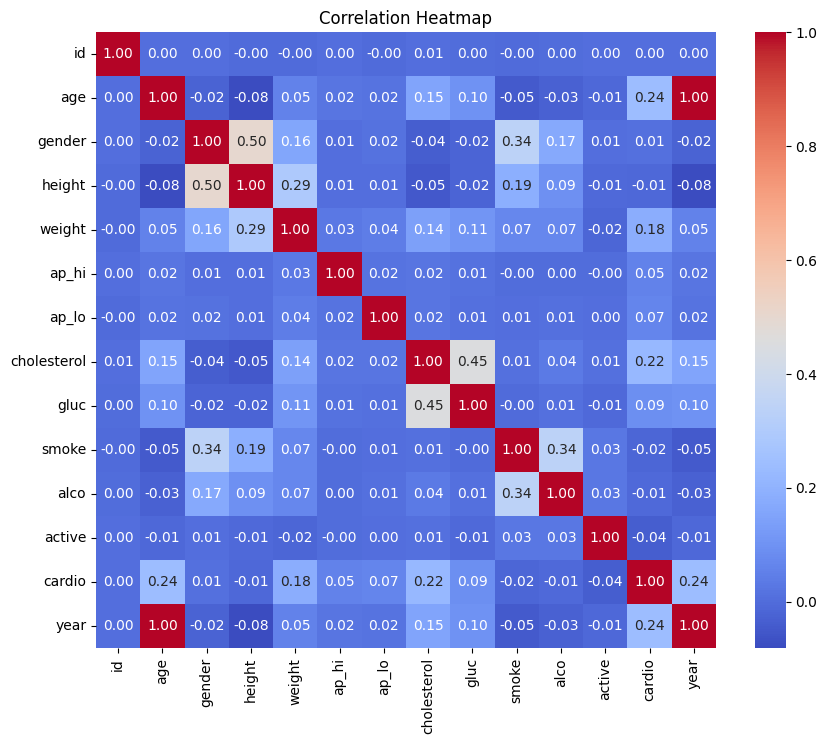 Correlation Heatmap
id 1.00 0.00 0.00 -0.00 -0.00 0.00 -0.00 0.01 0.00 -0.00 0.00 0.00 0.00 0.00
age 0.00 1.00 -0.02 -0.08 0.05 0.02 0.02 0.15 0.10 -0.05 -0.03 -0.01 0.24 1.00
gender 0.00 -0.02 1.00 0.50 0.16 0.01 0.02 -0.04 -0.02 0.34 0.17 0.01 0.01 -0.02
height -0.00 -0.08 0.50 1.00 0.29 0.01 0.01 -0.05 -0.02 0.19 0.09 -0.01 -0.01 -0.08
weight -0.00 0.05 0.16 0.29 1.00 0.03 0.04 0.14 0.11 0.07 0.07 -0.02 0.18 0.05
ap_hi 0.00 0.02 0.01 0.01 0.03 1.00 0.02 0.02 0.01 -0.00 0.00 -0.00 0.05 0.02
ap_lo -0.00 0.02 0.02 0.01 0.04 0.02 1.00 0.02 0.01 0.01 0.01 0.00 0.07 0.02
cholesterol 0.01 0.15 -0.04 -0.05 0.14 0.02 0.02 1.00 0.45 0.01 0.04 0.01 0.22 0.15
gluc 0.00 0.10 -0.02 -0.02 0.11 0.01 0.01 0.45 1.00 -0.00 0.01 -0.01 0.09 0.10
smoke -0.00 -0.05 0.34 0.19 0.07 -0.00 0.01 0.01 -0.00 1.00 0.34 0.03 -0.02 -0.05
alco 0.00 -0.03 0.17 0.09 0.07 0.00 0.01 0.04 0.01 0.34 1.00 0.03 -0.01 -0.03
active 0.00 -0.01 0.01 -0.01 -0.02 -0.00 0.00 0.01 -0.01 0.03 0.03 1.00 -0.04 -0.01
cardio 0.00 0.24 0.01 -0.01 0.18 0.05 0.07 0.22 0.09 -0.02 -0.01 -0.04 1.00 0.24
year 0.00 1.00 -0.02 -0.08 0.05 0.02 0.02 0.15 0.10 -0.05 -0.03 -0.01 0.24 1.00
id age gender height weight ap_hi ap_lo cholesterol gluc smoke alco active cardio year
1.0
0.8
0.6
0.4
0.2
0.0